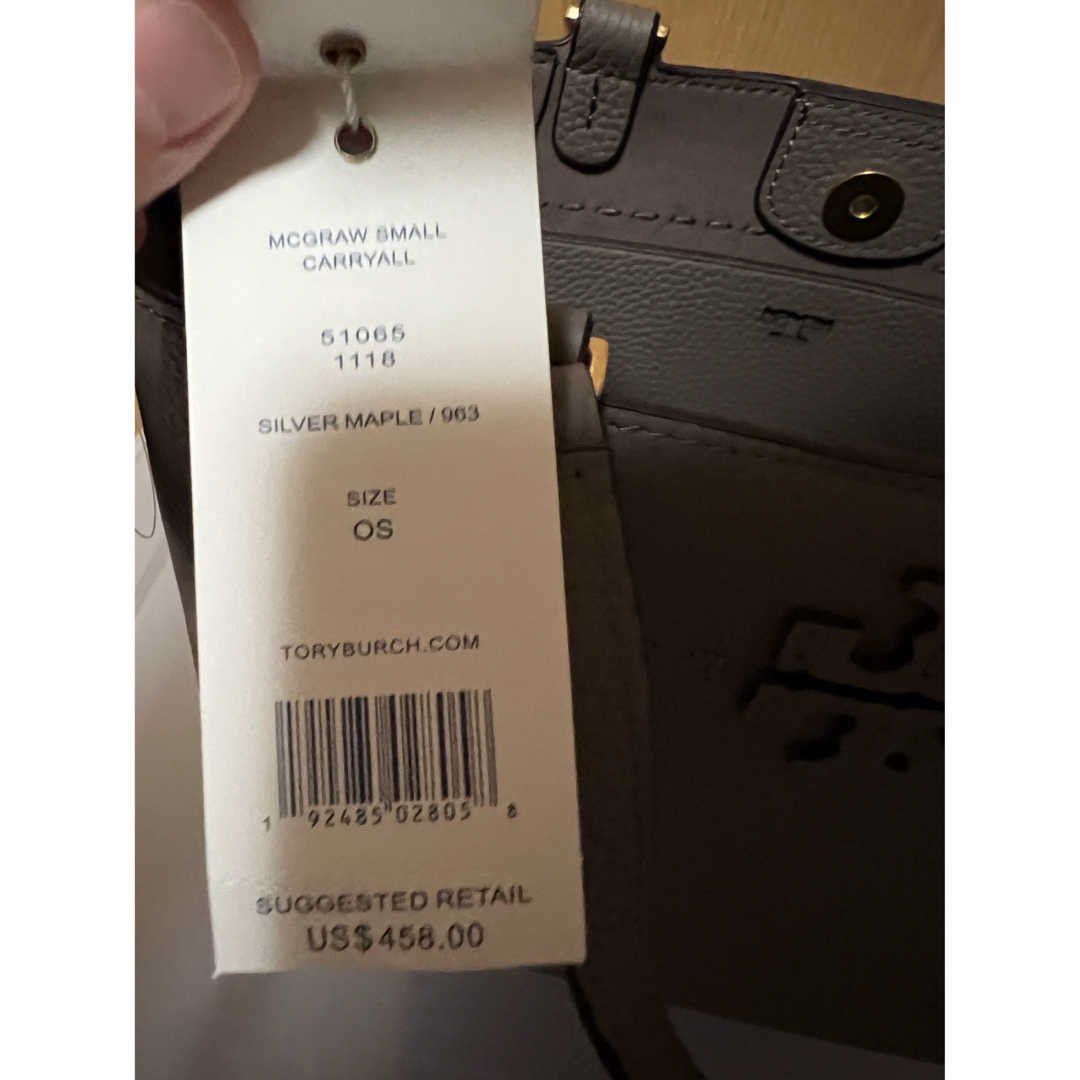 MCGRAW SMALL
CARRYALL
51065
1118
SILVER MAPLE / 963
SIZE
OS
TORYBURCH.COM
1 92485 02805 8
SUGGESTED RETAIL
US$458.00